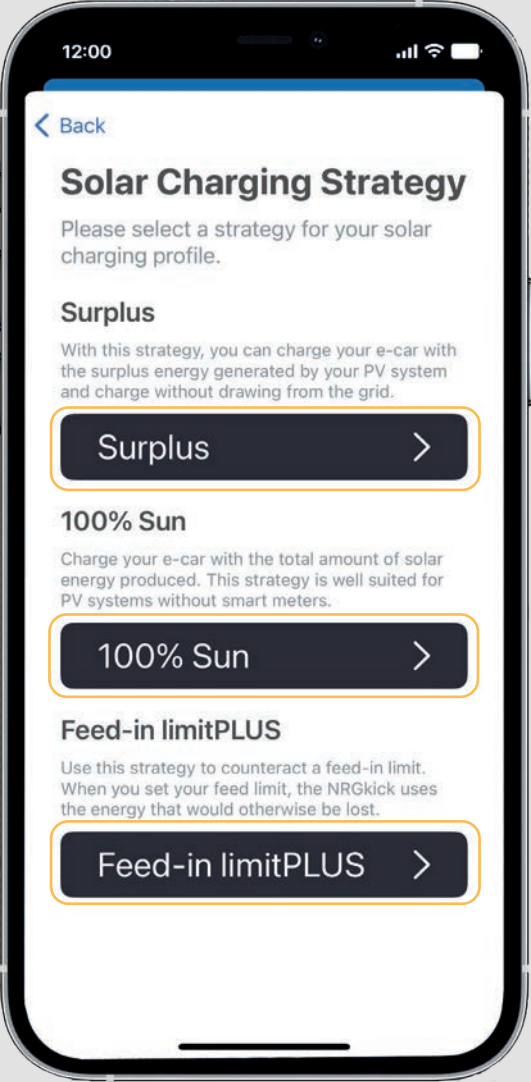 12:00
Back
Solar Charging Strategy
Please select a strategy for your solar
charging profile.
Surplus
With this strategy, you can charge your e-car with
the surplus energy generated by your PV system
and charge without drawing from the grid.
Surplus
100% Sun
Charge your e-car with the total amount of solar
energy produced. This strategy is well suited for
PV systems without smart meters.
100% Sun
Feed-in limitPLUS
Use this strategy to counteract a feed-in limit.
When you set your feed limit, the NRGkick uses
the energy that would otherwise be lost.
Feed-in limitPLUS